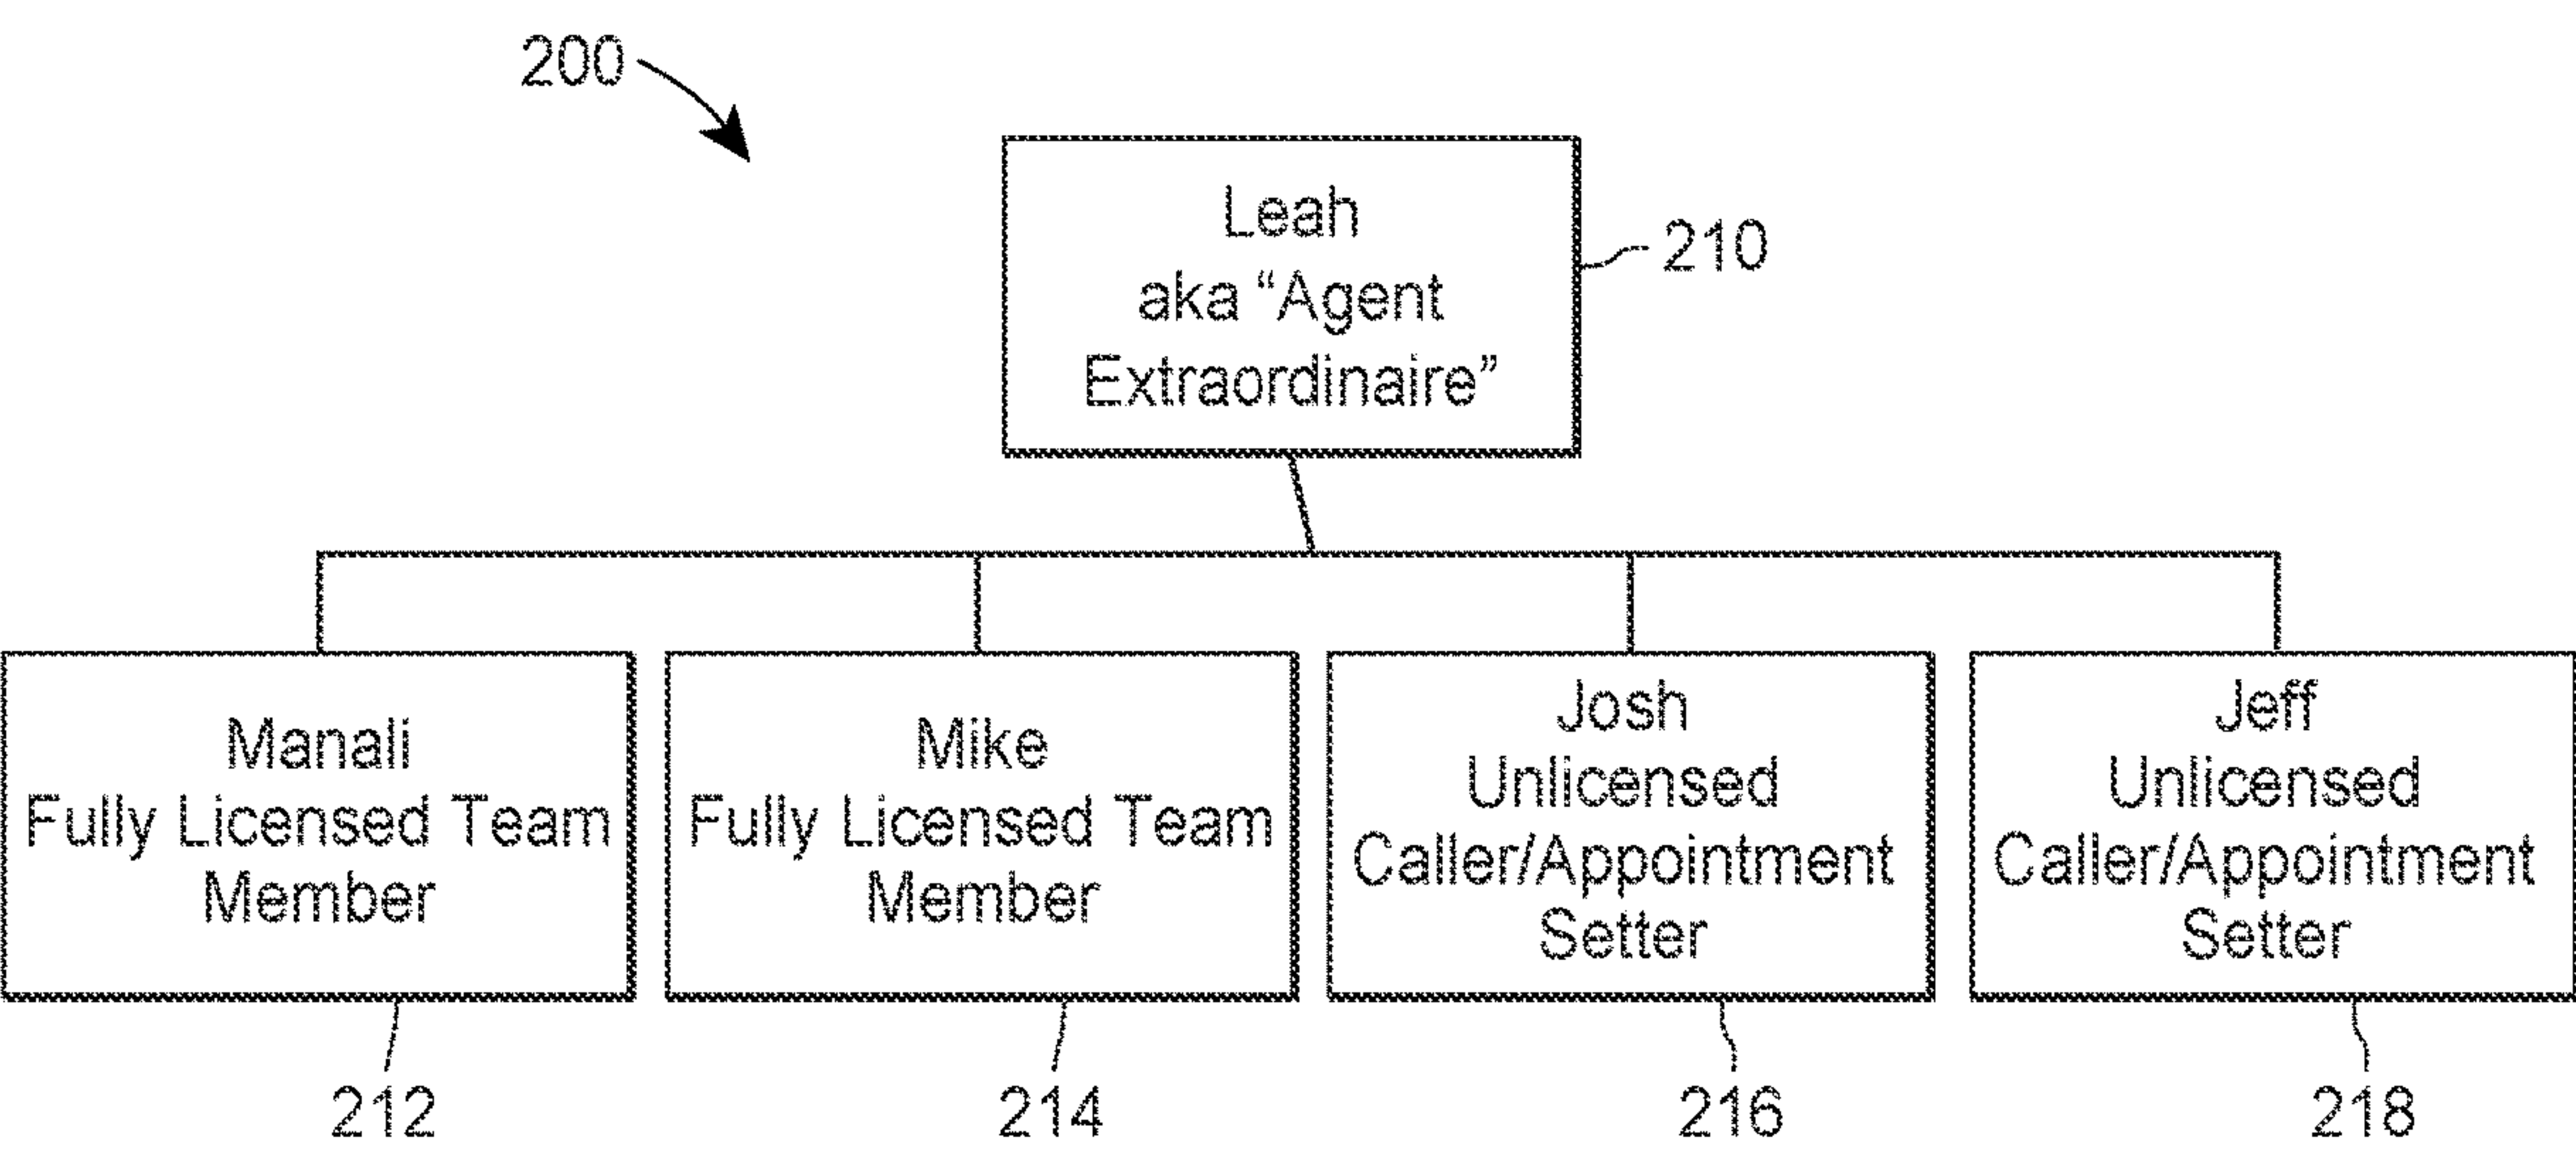 200
Leah
aka “Agent
Extraordinaire”
210
Manali
Fully Licensed Team
Member
Mike
Fully Licensed Team
Member
Josh
Unlicensed
Caller/Appointment
Setter
Jeff
Unlicensed
Caller/Appointment
Setter
212
214
216
218